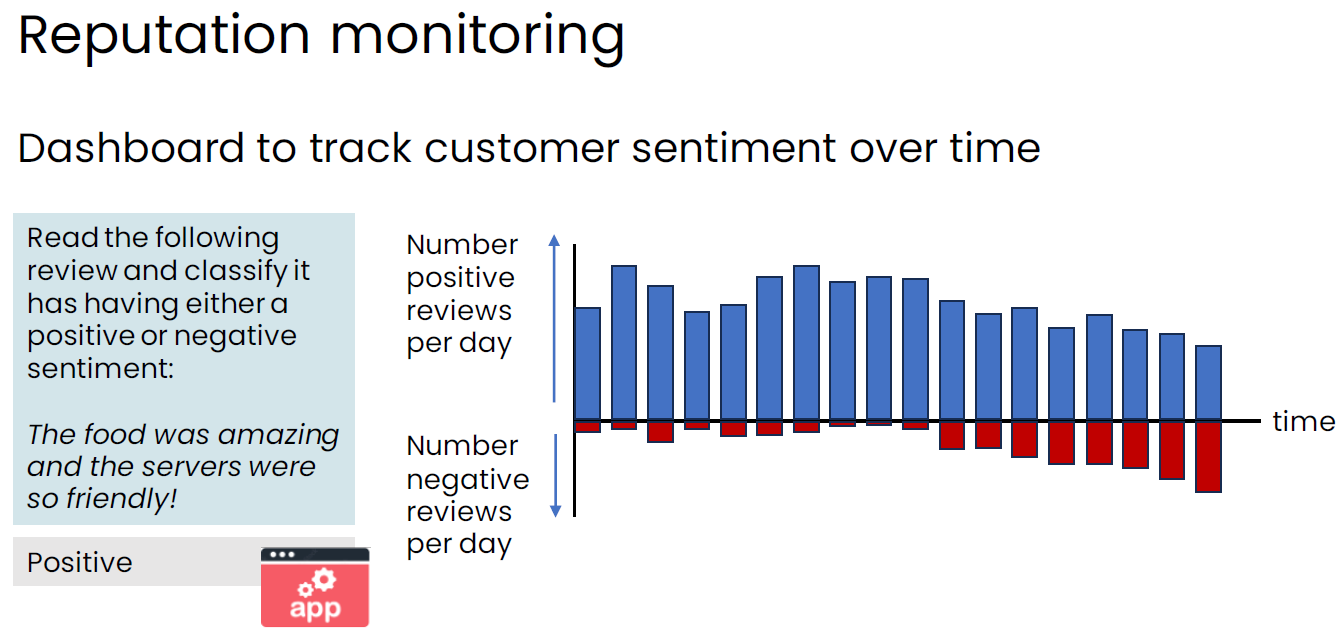 Reputation monitoring
Dashboard to track customer sentiment over time
Read the following
review and classify it
has having either a
positive or negative
sentiment:
The food was amazing
and the servers were
so friendly!
Positive
app
Number
positive
reviews
per day
Number
negative
reviews
per day
time